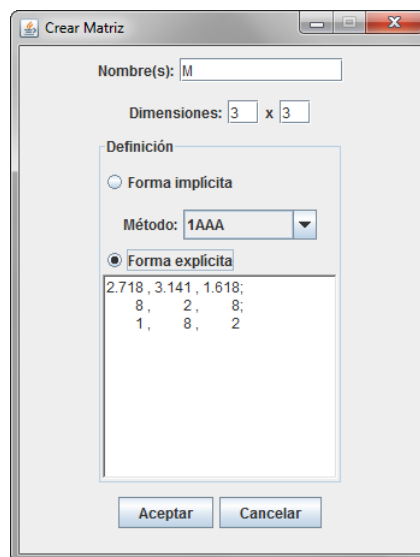 Crear Matriz
Nombre(s): M
Dimensiones: 3 x 3
Definición
Forma implícita
Método: 1AAA
Forma explícita
2.718 , 3.141 , 1.618;
8 , 2 , 8;
1 , 8 , 2
Aceptar Cancelar